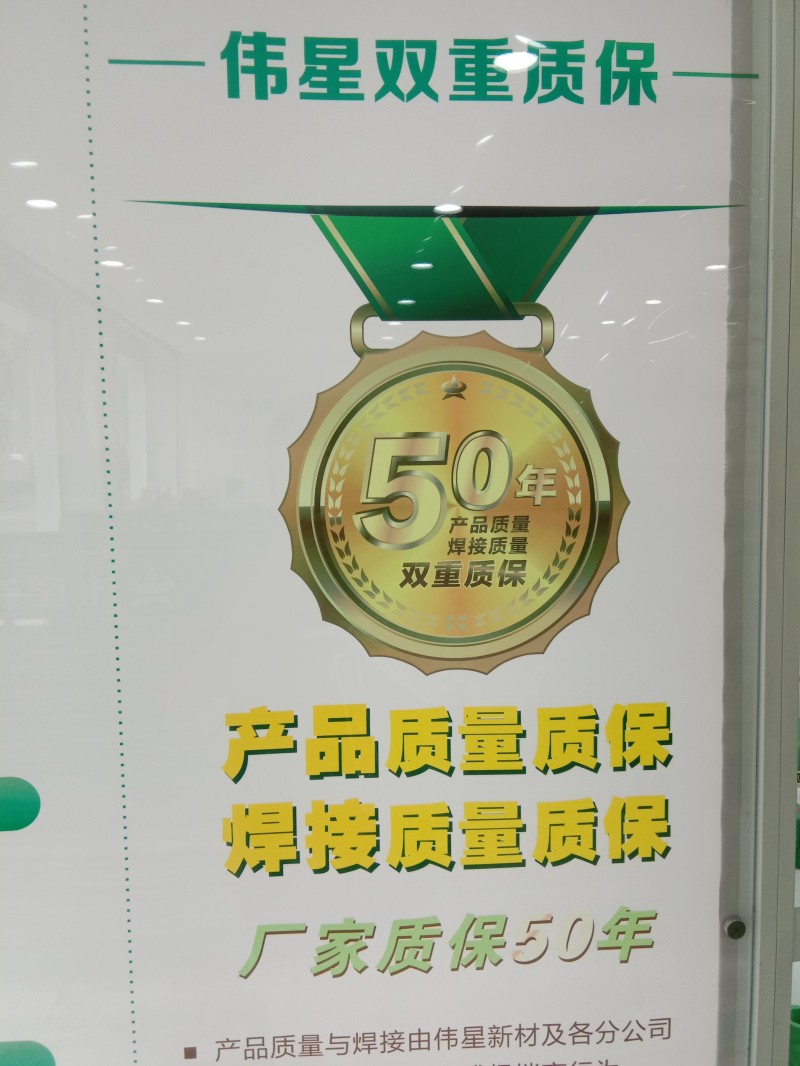 伟星双重质保
50年
产品质量
焊接质量
双重质保
产品质量质保
焊接质量质保
厂家质保50年
■ 产品质量与焊接由伟星新材及各分公司